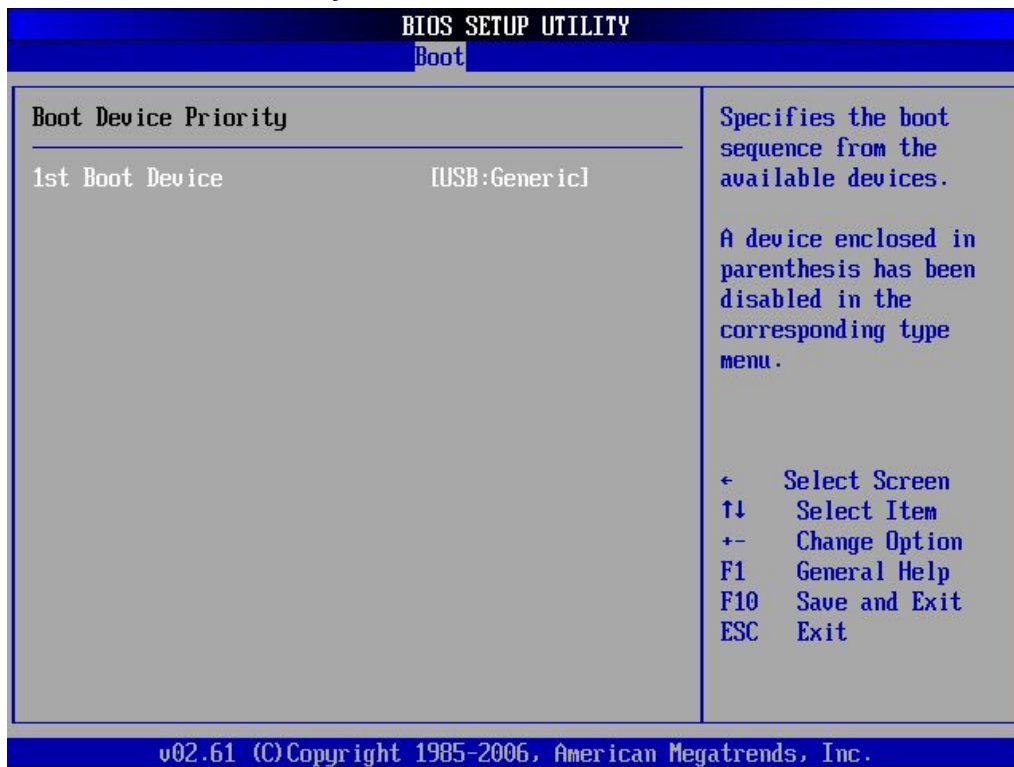 BIOS SETUP UTILITY
Boot
Boot Device Priority
1st Boot Device [USB:Generic]
Specifies the boot
sequence from the
available devices.
A device enclosed in
parenthesis has been
disabled in the
corresponding type
menu.
← Select Screen
↑↓ Select Item
+- Change Option
F1 General Help
F10 Save and Exit
ESC Exit
v02.61 (C)Copyright 1985-2006, American Megatrends, Inc.